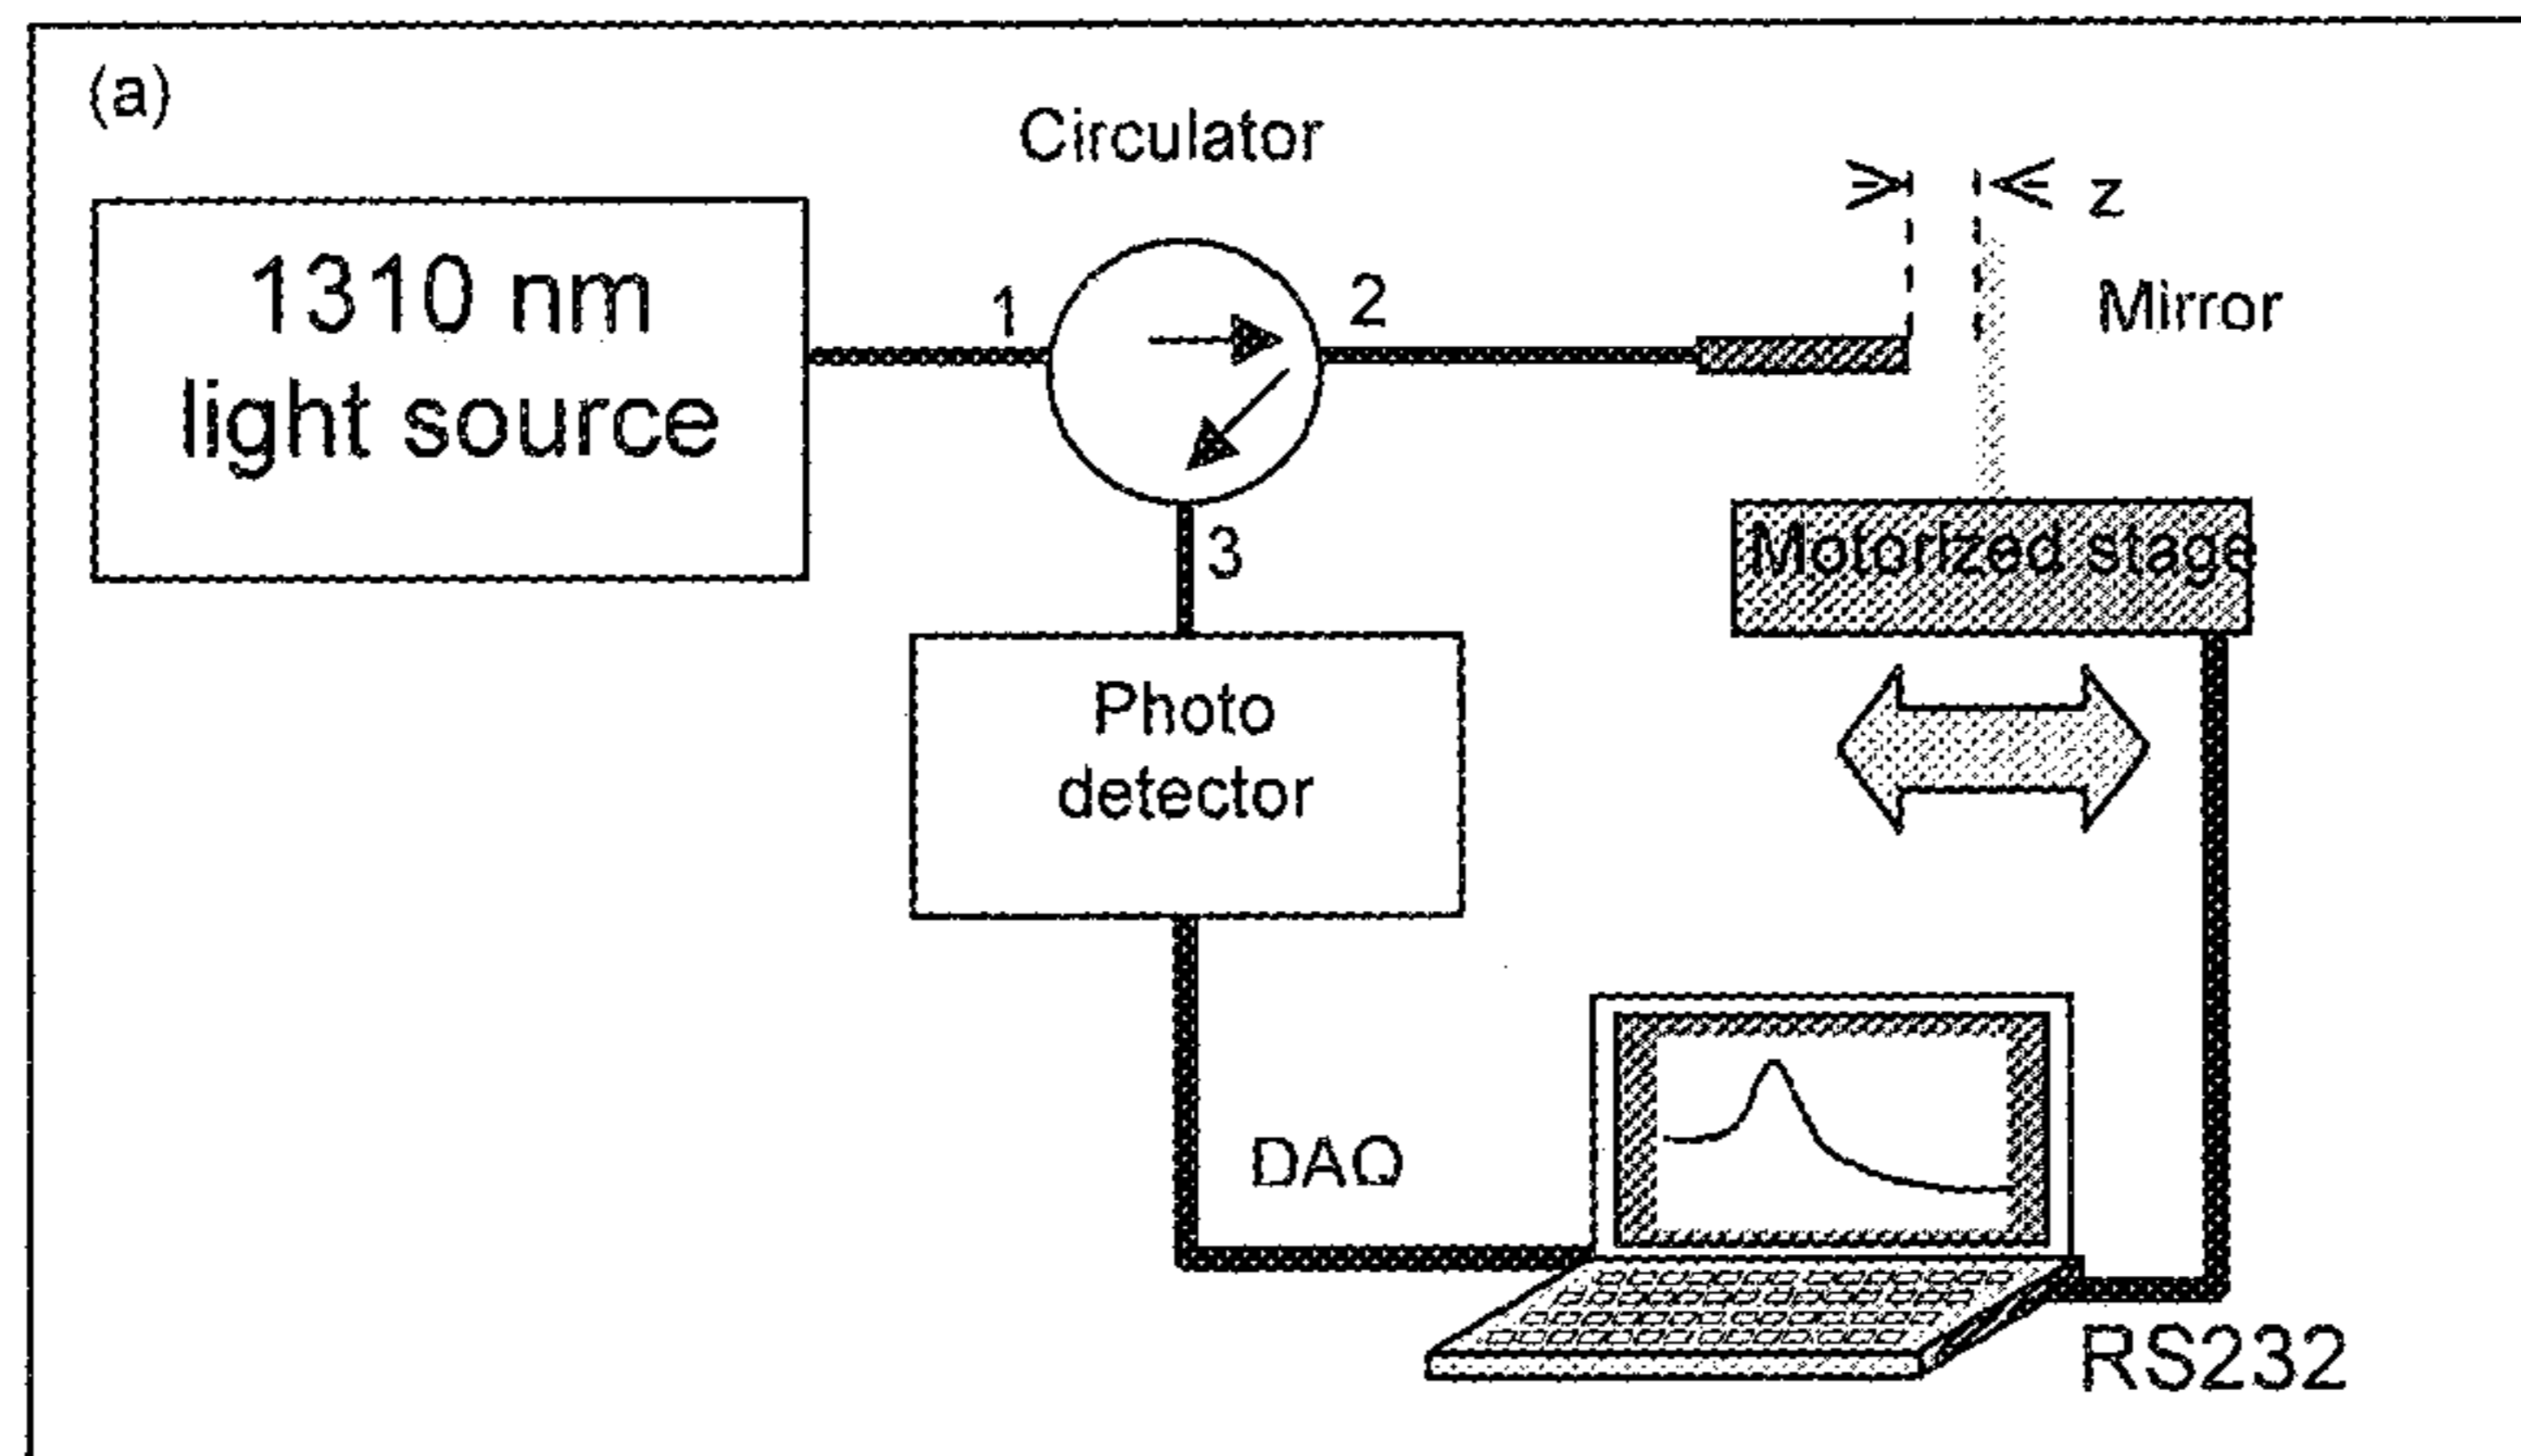 (a)
Circulator
z
1310 nm
light source
1
2
Mirror
3
Motorized stage
Photo
detector
DAQ
RS232